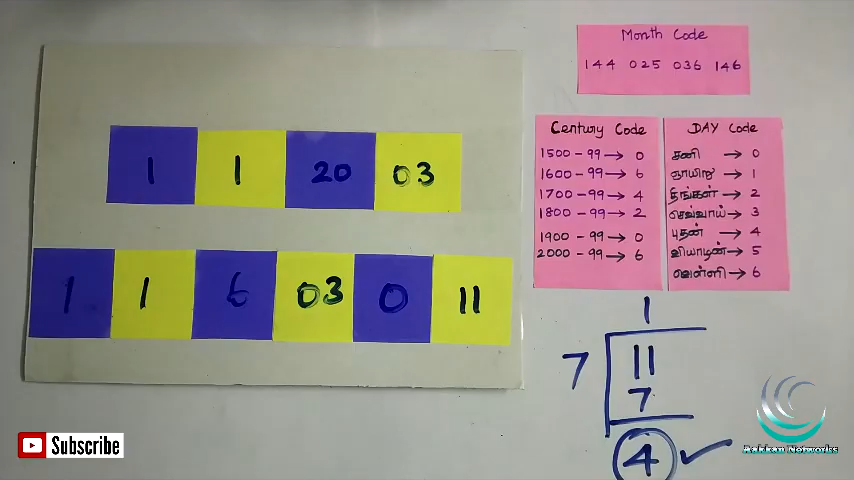 Month Code
144 025 036 146
Century Code
1500-99→0
1600-99→6
1700-99→4
1800-99→2
1900-99→0
2000-99→6
DAY Code
சனி →0
ஞாயிறு →1
திங்கள் →2
செவ்வாய்→3
புதன் →4
வியாழன்→5
வெள்ளி→6
1 1 20 03
1 1 6 03 0 11
1
7 11
7
4
Subscribe
Networks